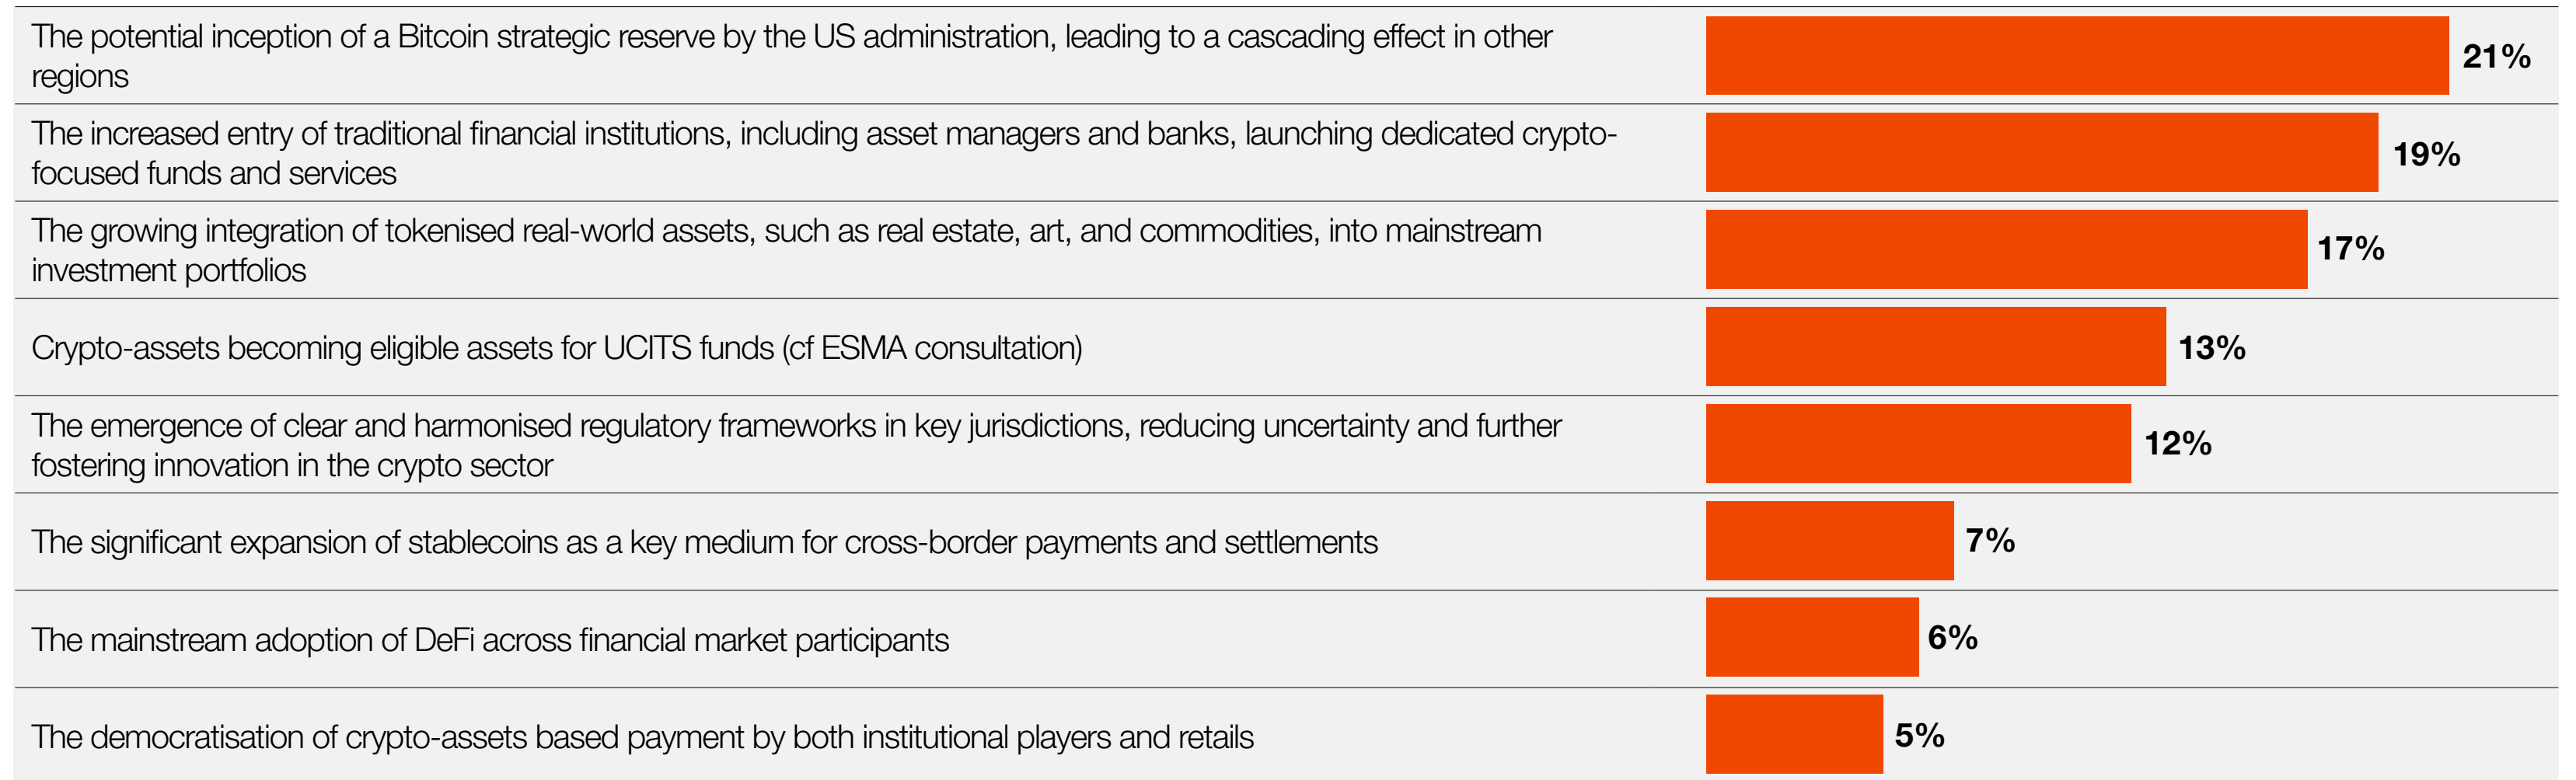 The potential inception of a Bitcoin strategic reserve by the US administration, leading to a cascading effect in other
regions
21%
The increased entry of traditional financial institutions, including asset managers and banks, launching dedicated crypto-
focused funds and services
19%
The growing integration of tokenised real-world assets, such as real estate, art, and commodities, into mainstream
investment portfolios
17%
Crypto-assets becoming eligible assets for UCITS funds (cf ESMA consultation)
13%
The emergence of clear and harmonised regulatory frameworks in key jurisdictions, reducing uncertainty and further
fostering innovation in the crypto sector
12%
The significant expansion of stablecoins as a key medium for cross-border payments and settlements
7%
The mainstream adoption of DeFi across financial market participants
6%
The democratisation of crypto-assets based payment by both institutional players and retails
5%